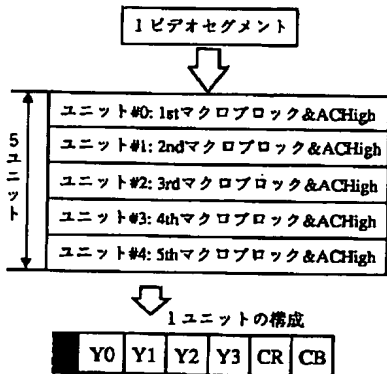 1ビデオセグメント
5ユニット
ユニット#0: 1stマクロブロック&ACHigh
ユニット#1: 2ndマクロブロック&ACHigh
ユニット#2: 3rdマクロブロック&ACHigh
ユニット#3: 4thマクロブロック&ACHigh
ユニット#4: 5thマクロブロック&ACHigh
1ユニットの構成
Y0 Y1 Y2 Y3 CR CB